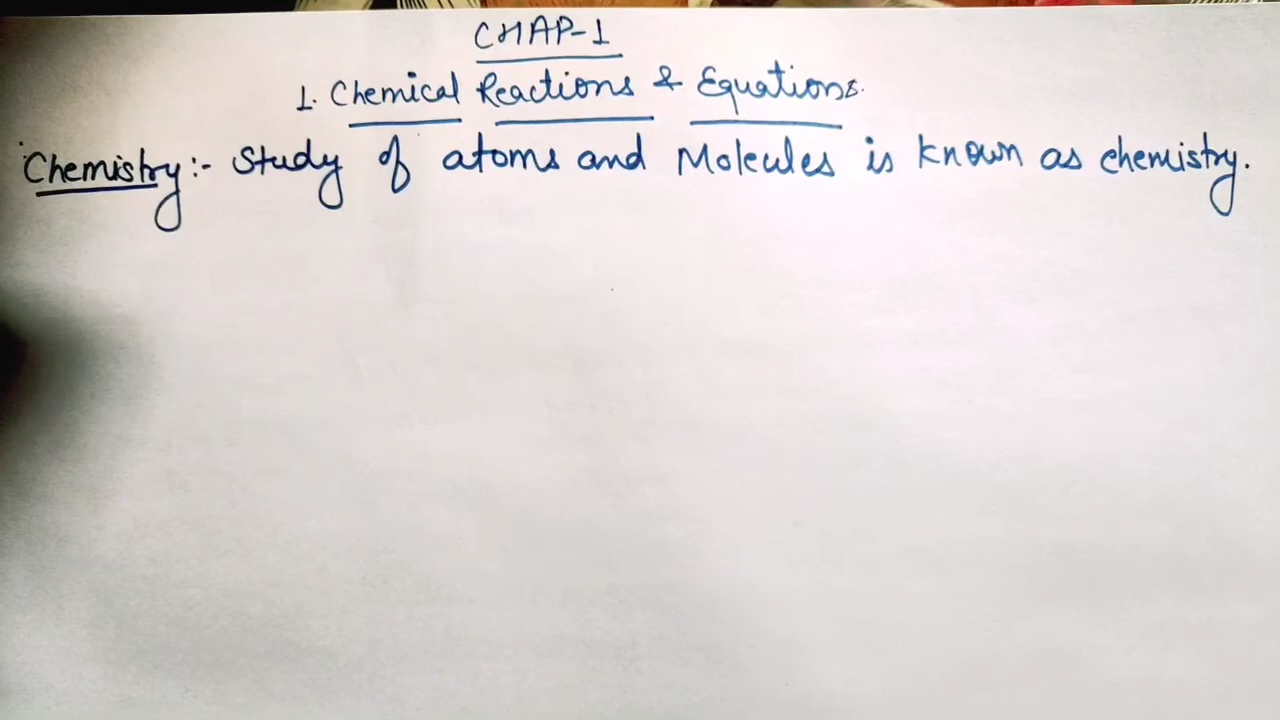 CHAP-1
1. Chemical Reactions & Equations.
Chemistry:- Study of atoms and Molecules is known as chemistry.